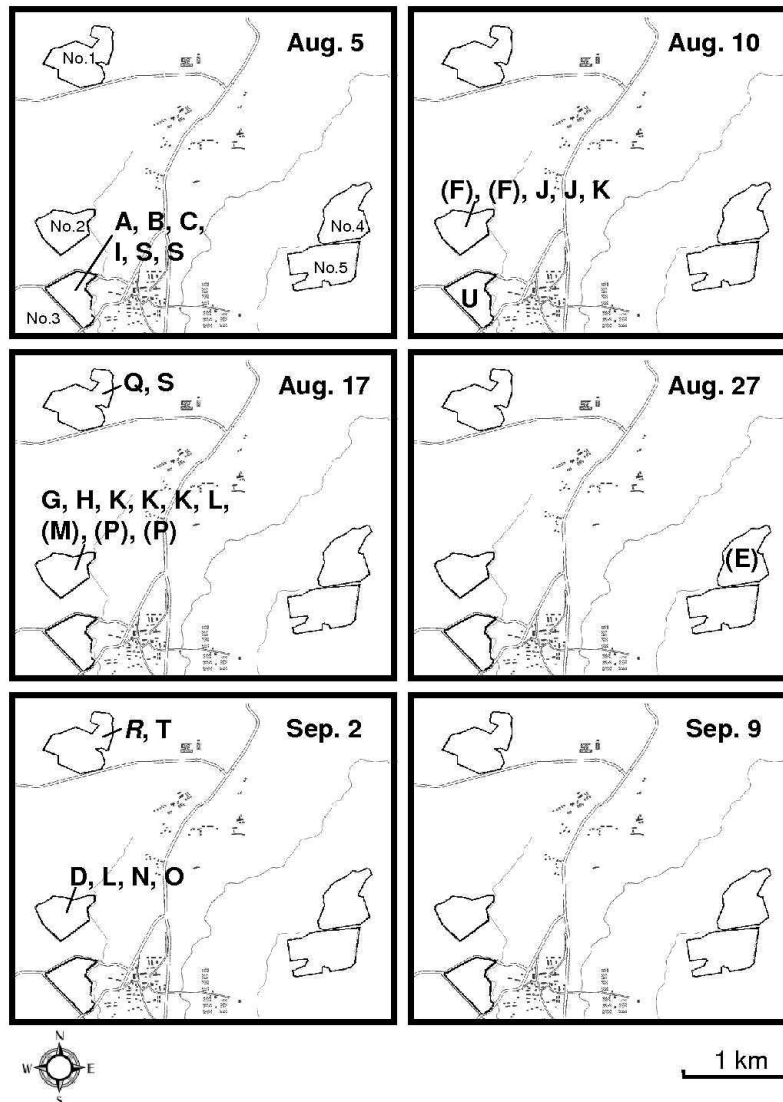 Aug. 5
No.1
No.2
A, B, C,
I, S, S
No.4
No.5
No.3
Aug. 10
(F), (F), J, J, K
U
Aug. 17
Q, S
G, H, K, K, K, L,
(M), (P), (P)
Aug. 27
(E)
Sep. 2
R, T
D, L, N, O
Sep. 9
N
W E
S
1 km